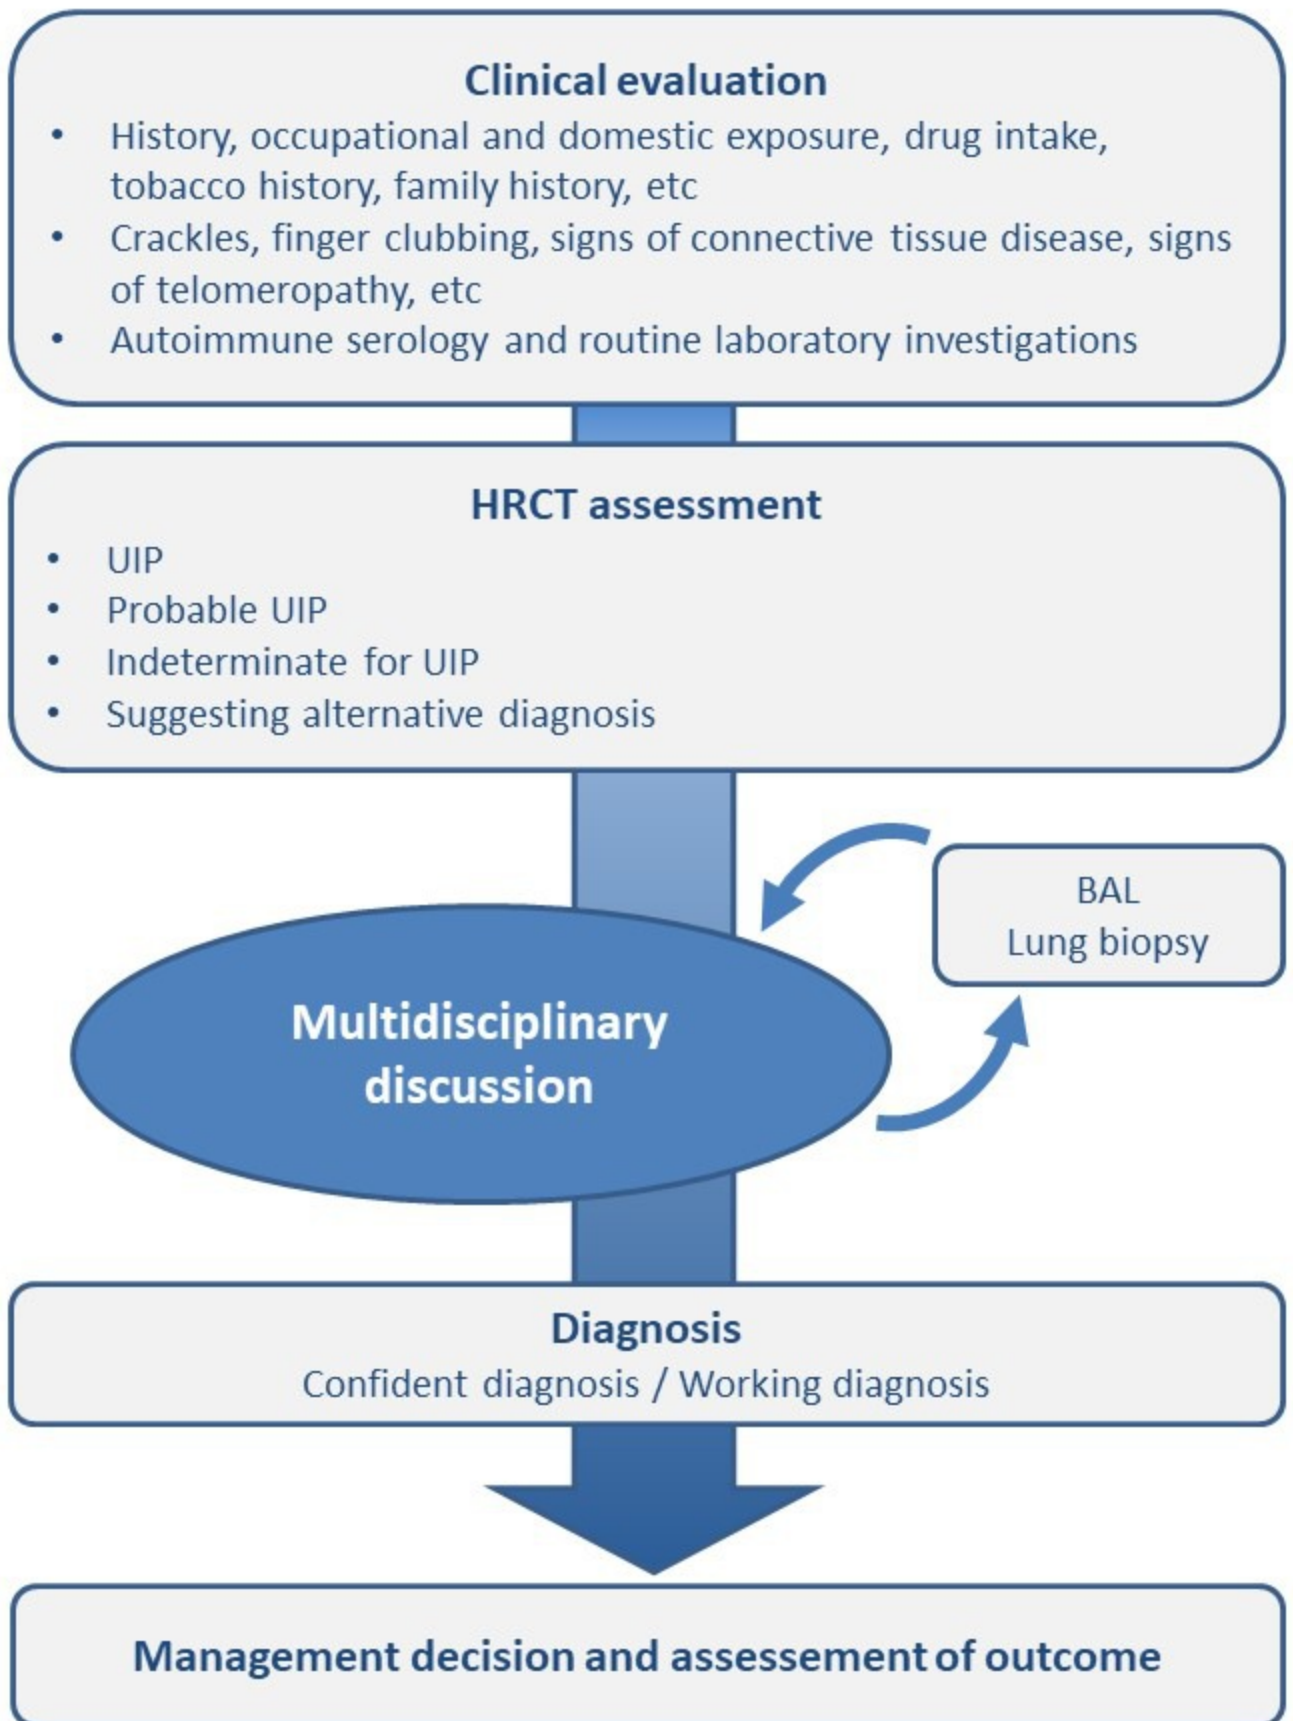 Clinical evaluation
• History, occupational and domestic exposure, drug intake,
tobacco history, family history, etc
• Crackles, finger clubbing, signs of connective tissue disease, signs
of telomeropathy, etc
• Autoimmune serology and routine laboratory investigations
HRCT assessment
• UIP
• Probable UIP
• Indeterminate for UIP
• Suggesting alternative diagnosis
BAL
Lung biopsy
Multidisciplinary
discussion
Diagnosis
Confident diagnosis / Working diagnosis
Management decision and assessement of outcome